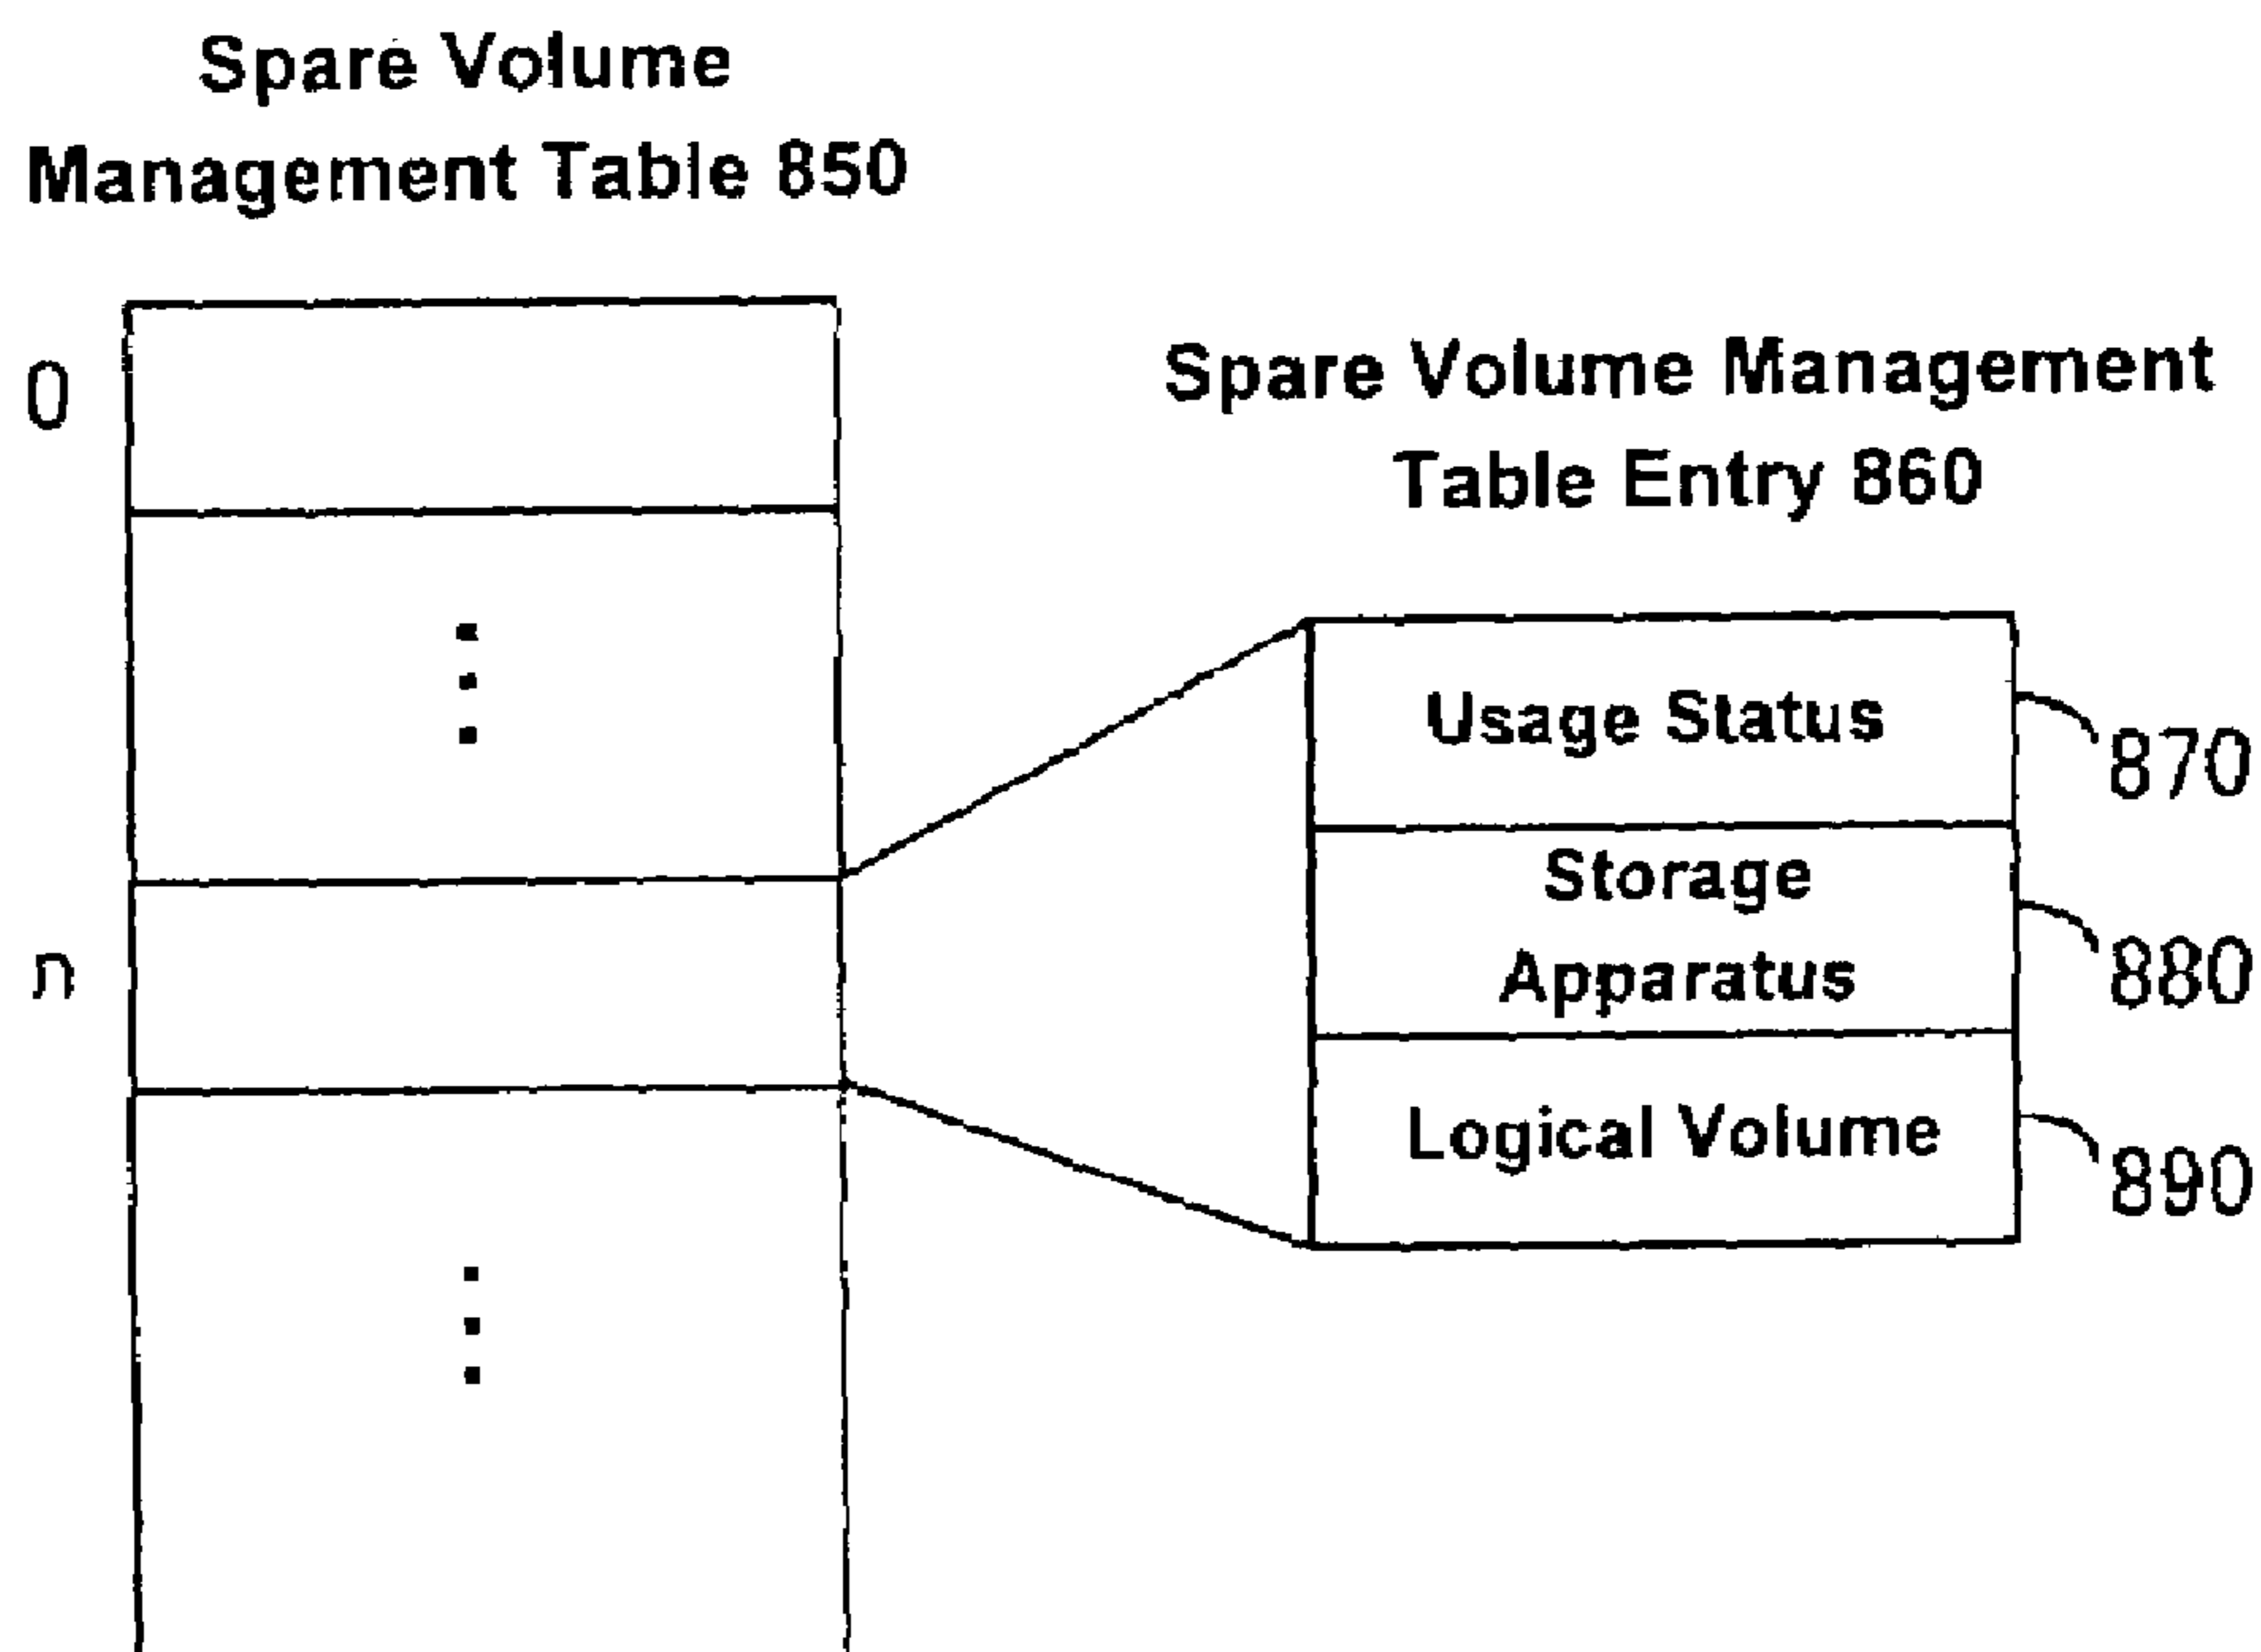 Spare Volume
Management Table 850
0
n
Spare Volume Management
Table Entry 860
Usage Status
870
Storage
Apparatus
880
Logical Volume
890